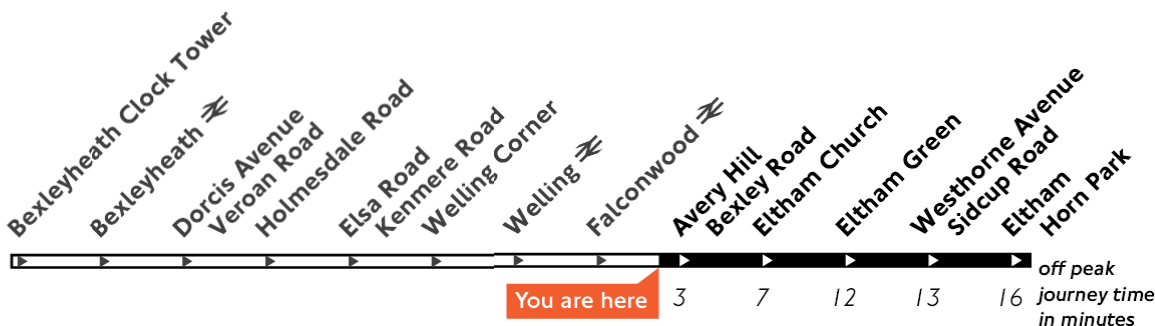 Bexleyheath Clock Tower
Bexleyheath
Dorcis Avenue
Veroan Road
Holmesdale Road
Elsa Road
Kenmere Road
Welling Corner
Welling
Falconwood
Avery Hill
Bexley Road
Eltham Church
Eltham Green
Westhorne Avenue
Sidcup Road
Eltham
Horn Park
You are here
3 7 12 13 16
off peak
journey time
in minutes